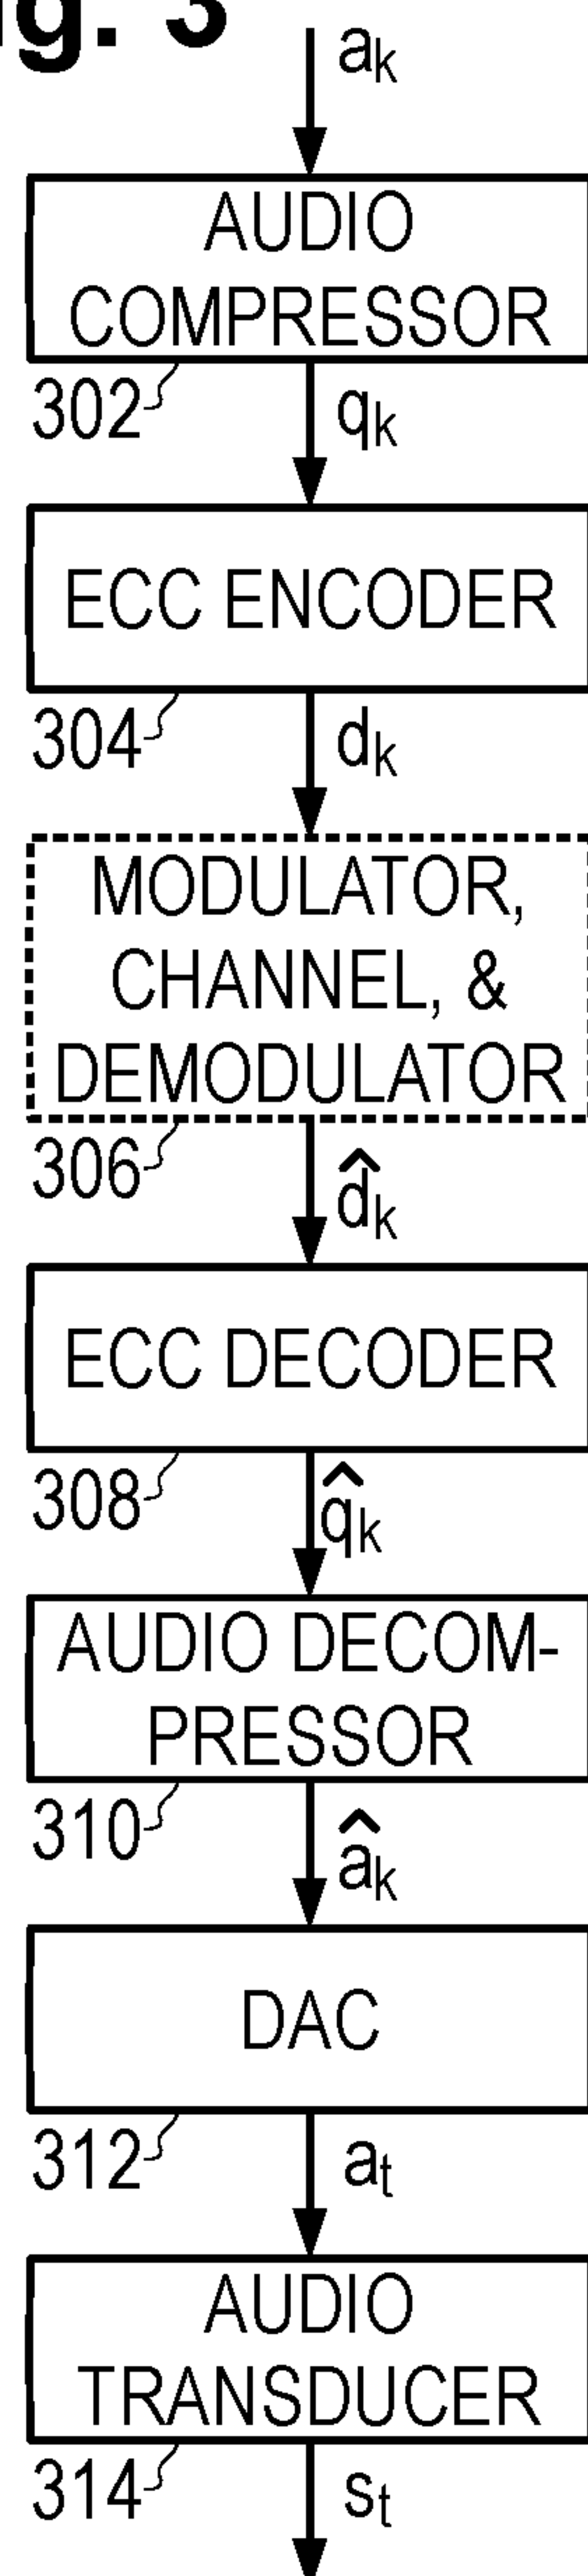 g. 3
aₖ
AUDIO
COMPRESSOR
302
qₖ
ECC ENCODER
304
dₖ
MODULATOR,
CHANNEL, &
DEMODULATOR
306
d̂ₖ
ECC DECODER
308
q̂ₖ
AUDIO DECOM-
PRESSOR
310
âₖ
DAC
312
aₜ
AUDIO
TRANSDUCER
314
sₜ